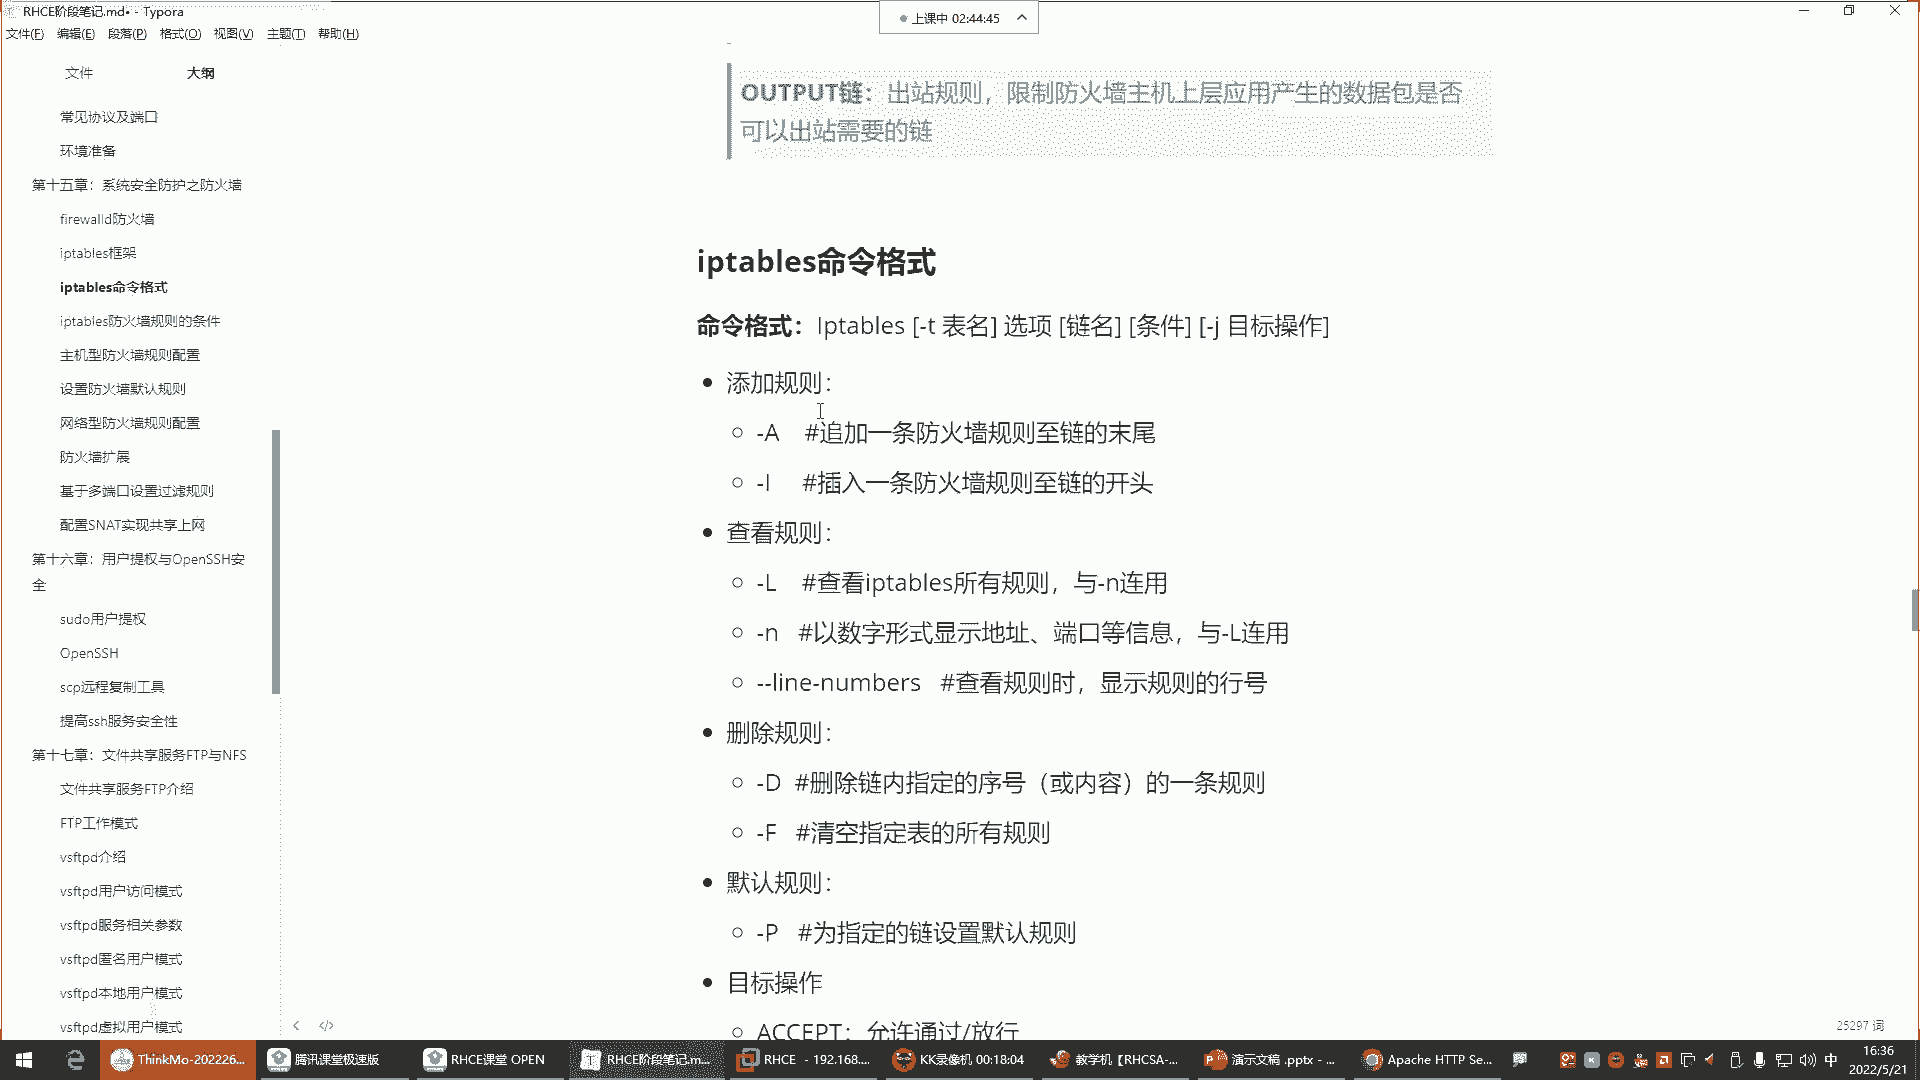 RHCE阶段笔记.md• - Typora
上课中 02:44:45
文件(F) 编辑(E) 段落(P) 格式(O) 视图(V) 主题(T) 帮助(H)
文件 大纲
常见协议及端口
环境准备
第十五章：系统安全防护之防火墙
firewalld防火墙
iptables框架
iptables命令格式
iptables防火墙规则的条件
主机型防火墙规则配置
设置防火墙默认规则
网络型防火墙规则配置
防火墙扩展
基于多端口设置过滤规则
配置SNAT实现共享上网
第十六章：用户提权与OpenSSH安
全
sudo用户提权
OpenSSH
scp远程复制工具
提高ssh服务安全性
第十七章：文件共享服务FTP与NFS
文件共享服务FTP介绍
FTP工作模式
vsftpd介绍
vsftpd用户访问模式
vsftpd服务相关参数
vsftpd匿名用户模式
vsftpd本地用户模式
vsftpd虚拟用户模式
OUTPUT链：出站规则，限制防火墙主机上层应用产生的数据包是否
可以出站需要的链
iptables命令格式
命令格式：Iptables [-t 表名] 选项 [链名] [条件] [-j 目标操作]
添加规则：
-A #追加一条防火墙规则至链的末尾
-I #插入一条防火墙规则至链的开头
查看规则：
-L #查看iptables所有规则，与-n连用
-n #以数字形式显示地址、端口等信息，与-L连用
--line-numbers #查看规则时，显示规则的行号
删除规则：
-D #删除链内指定的序号（或内容）的一条规则
-F #清空指定表的所有规则
默认规则：
-P #为指定的链设置默认规则
目标操作
ACCEPT：允许通过/放行
25297 词
ThinkMo-202226... 腾讯课堂极速版 RHCE课堂 OPEN RHCE阶段笔记.m... RHCE - 192.168.... KK录像机 00:18:04 教学机【RHCSA-... 演示文稿 .pptx - ... Apache HTTP Se... 中 16:36
2022/5/21